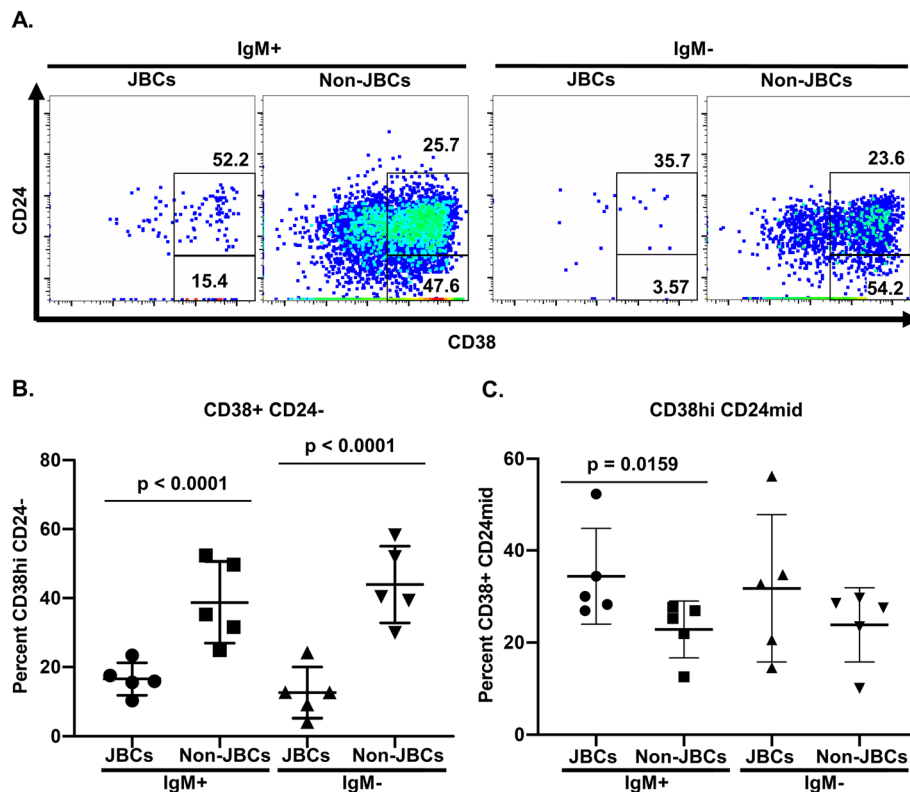 A.
IgM+ IgM-
JBCs Non-JBCs JBCs Non-JBCs
CD24
52.2 25.7 35.7 23.6
15.4 47.6 3.57 54.2
CD38
B.
CD38+ CD24-
Percent CD38hi CD24-
80
60
40
20
0
p < 0.0001
p < 0.0001
JBCs Non-JBCs JBCs Non-JBCs
IgM+ IgM-
C.
CD38hi CD24mid
Percent CD38+ CD24mid
60
40
20
0
p = 0.0159
JBCs Non-JBCs JBCs Non-JBCs
IgM+ IgM-